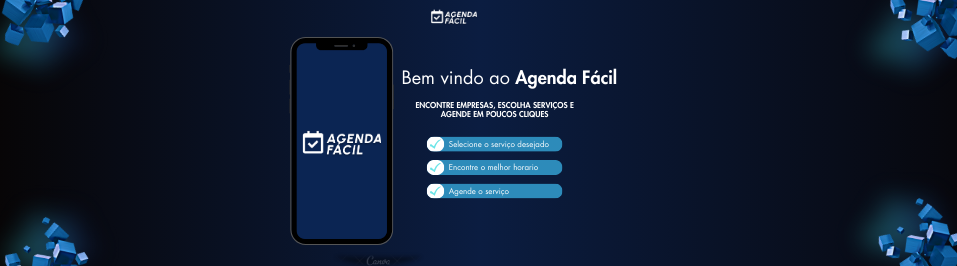 AGENDA
FÁCIL
Bem vindo ao Agenda Fácil
ENCONTRE EMPRESAS, ESCOLHA SERVIÇOS E
AGENDE EM POUCOS CLIQUES
AGENDA
FÁCIL
Selecione o serviço desejado
Encontre o melhor horario
Agende o serviço
Canva